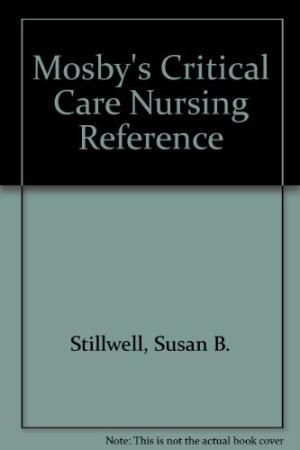 Mosby's Critical
Care Nursing
Reference
Stillwell, Susan B.
Note: This is not the actual book cover